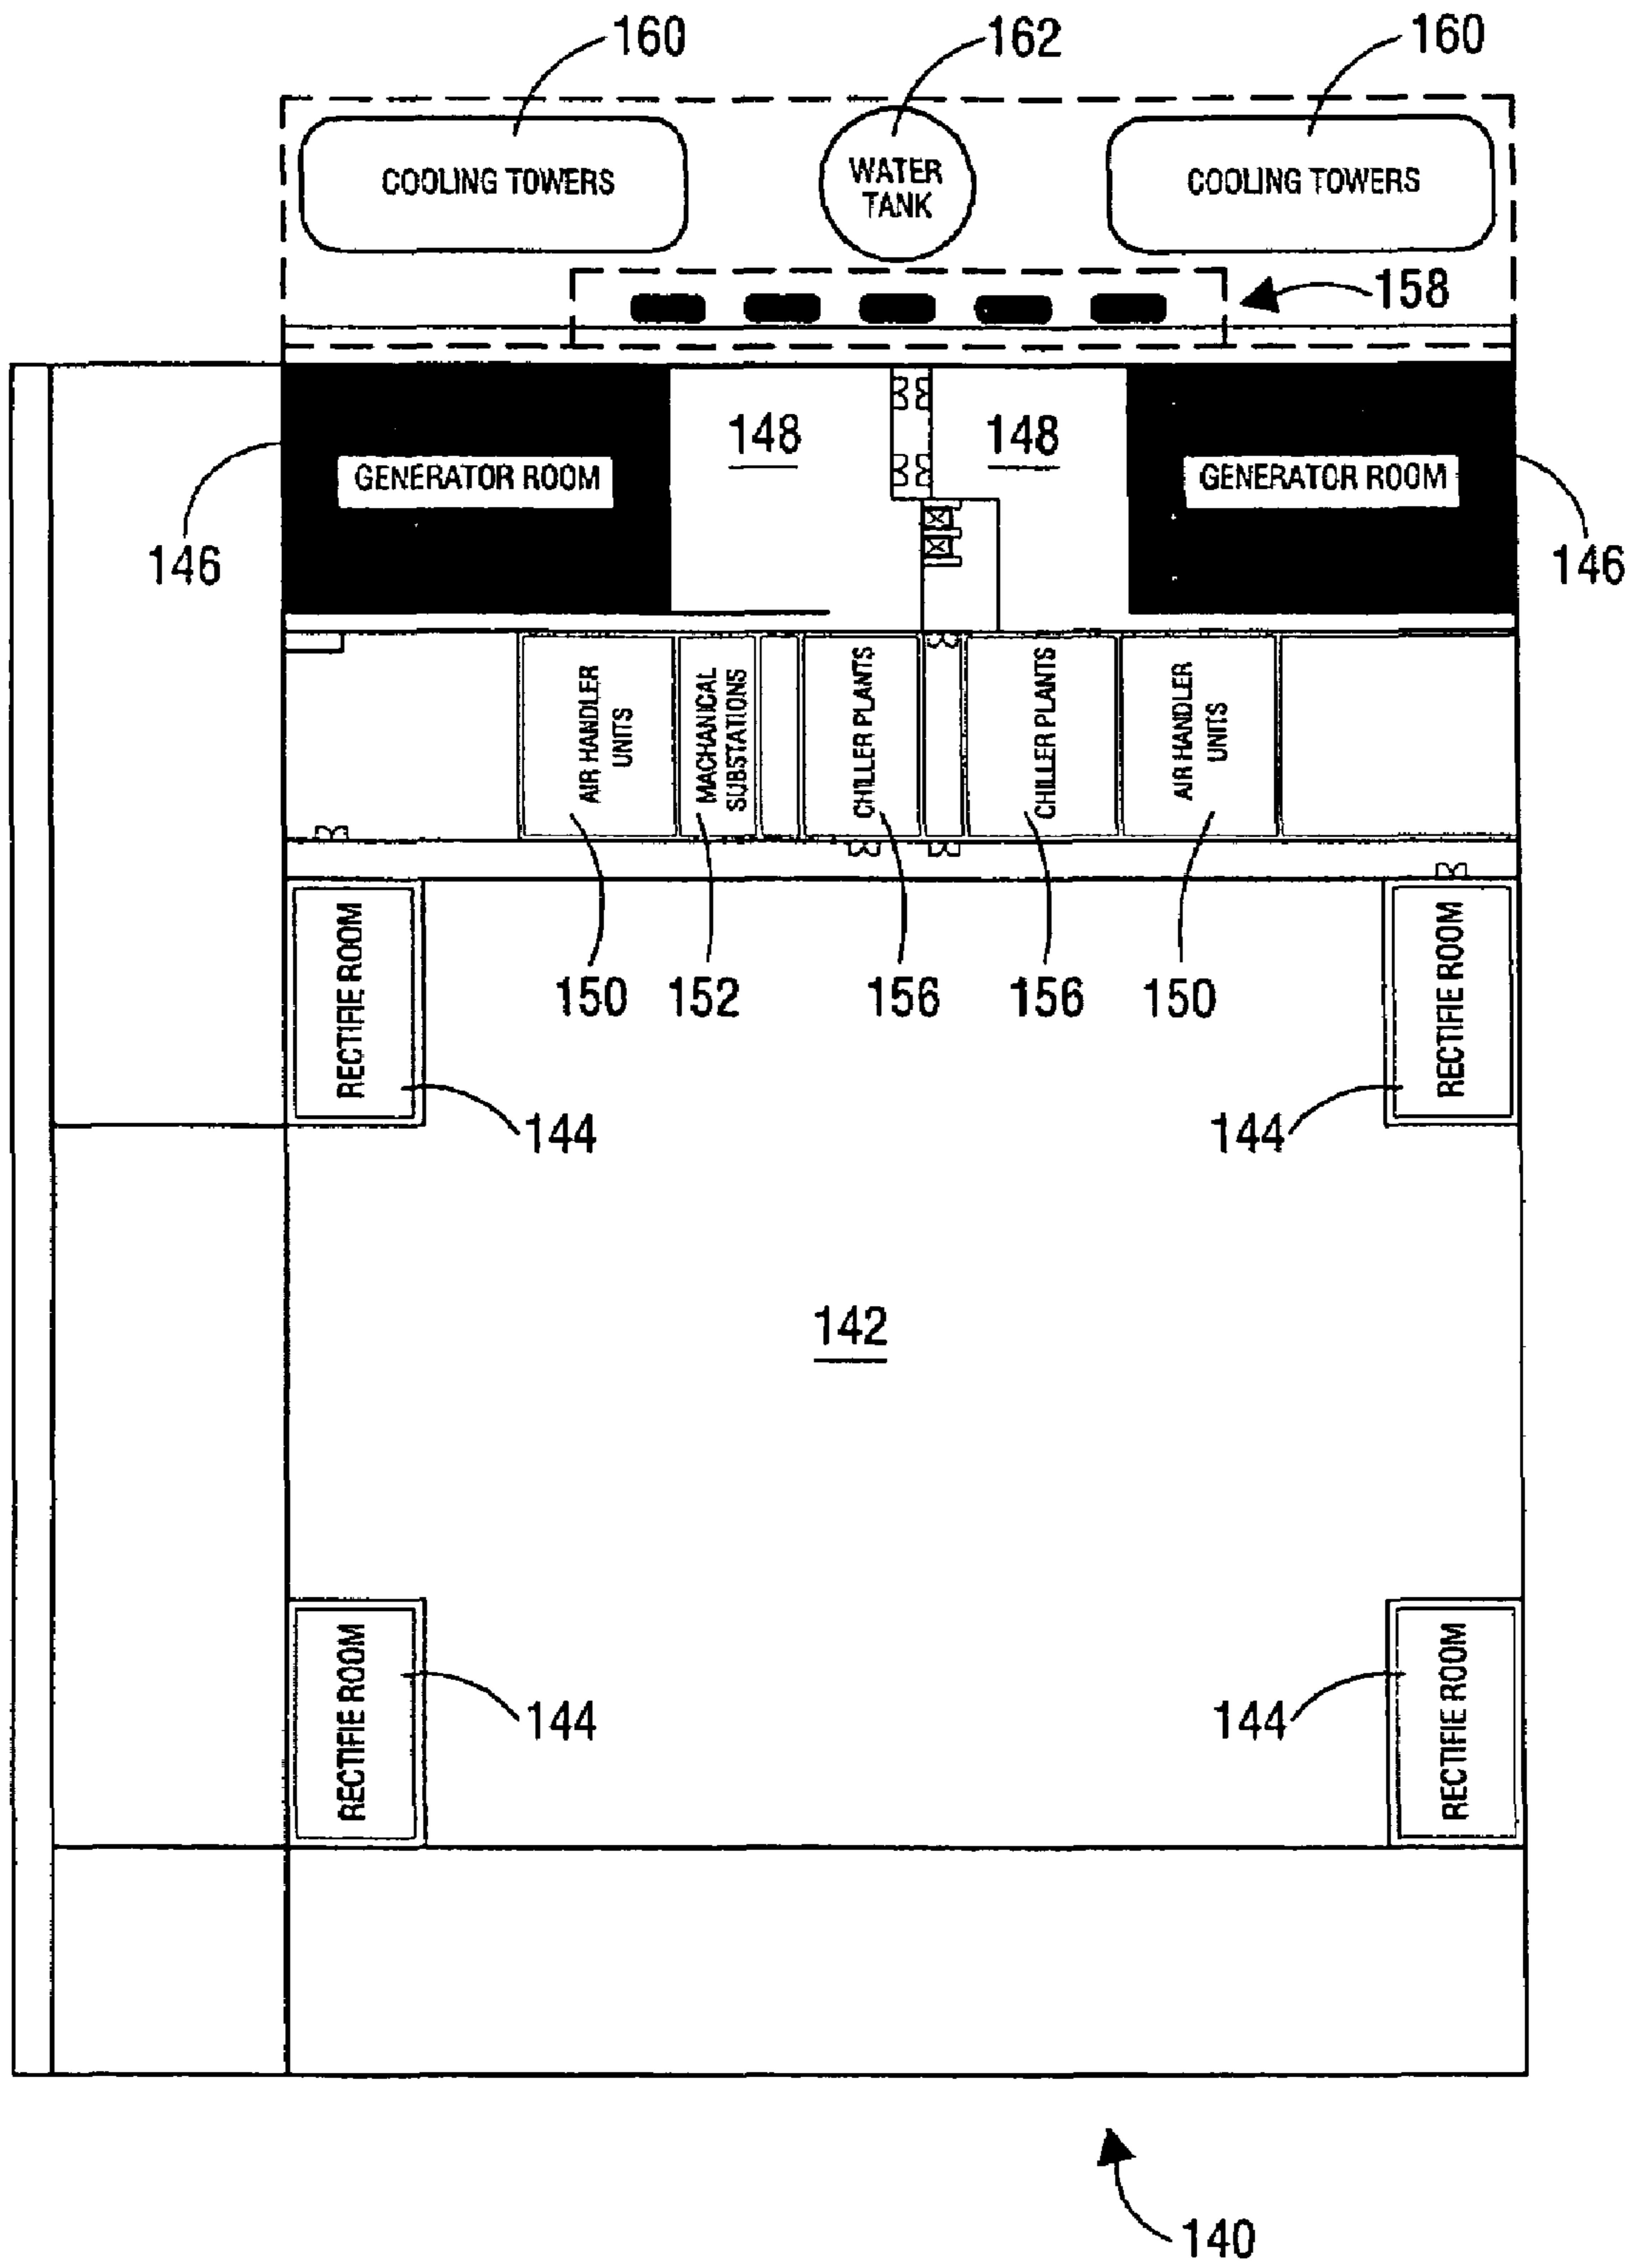 160
162
160
COOLING TOWERS
WATER
TANK
COOLING TOWERS
158
148
148
GENERATOR ROOM
GENERATOR ROOM
146
146
AIR HANDLER
UNITS
MACHANICAL
SUBSTATIONS
CHILLER PLANTS
CHILLER PLANTS
AIR HANDLER
UNITS
RECTIFIE ROOM
150
152
156
156
150
RECTIFIE ROOM
144
144
142
RECTIFIE ROOM
144
144
RECTIFIE ROOM
140